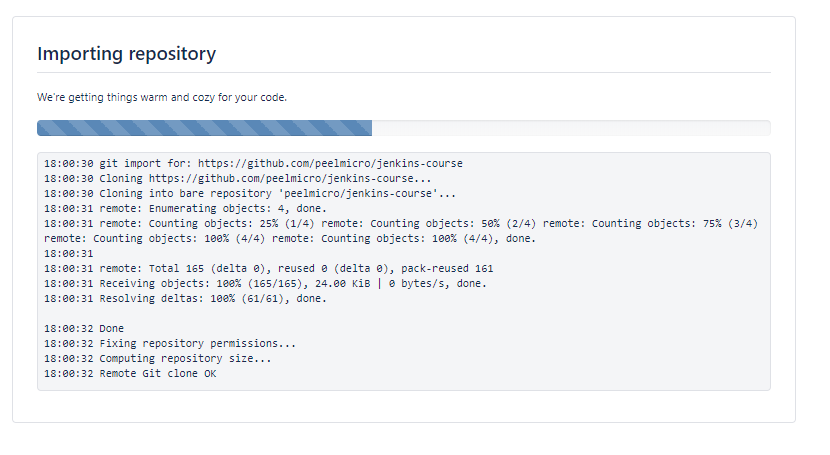 Importing repository
We're getting things warm and cozy for your code.
18:00:30 git import for: https://github.com/peelmicro/jenkins-course
18:00:30 Cloning https://github.com/peelmicro/jenkins-course...
18:00:30 Cloning into bare repository 'peelmicro/jenkins-course'...
18:00:31 remote: Enumerating objects: 4, done.
18:00:31 remote: Counting objects: 25% (1/4) remote: Counting objects: 50% (2/4) remote: Counting objects: 75% (3/4)
remote: Counting objects: 100% (4/4) remote: Counting objects: 100% (4/4), done.
18:00:31
18:00:31 remote: Total 165 (delta 0), reused 0 (delta 0), pack-reused 161
18:00:31 Receiving objects: 100% (165/165), 24.00 KiB | 0 bytes/s, done.
18:00:31 Resolving deltas: 100% (61/61), done.
18:00:32 Done
18:00:32 Fixing repository permissions...
18:00:32 Computing repository size...
18:00:32 Remote Git clone OK